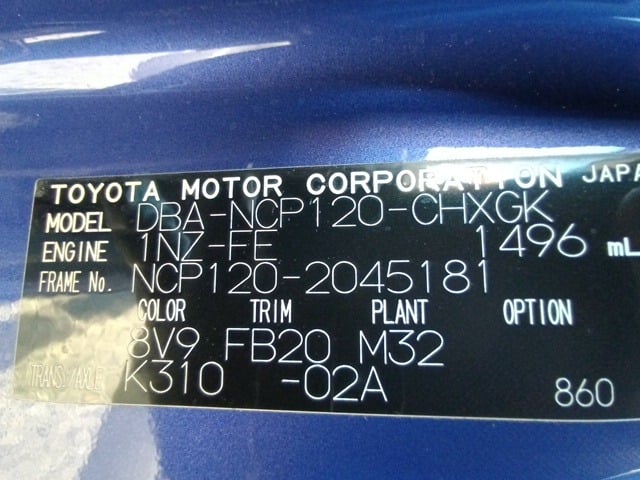 TOYOTA MOTOR CORPORATION JAPA
MODEL DBA-NCP120-CHXGK
ENGINE 1NZ-FE 1496 mL
FRAME No. NCP120-2045181
COLOR TRIM PLANT OPTION
8V9 FB20 M32
TRANS./AXLE K310 -02A 860